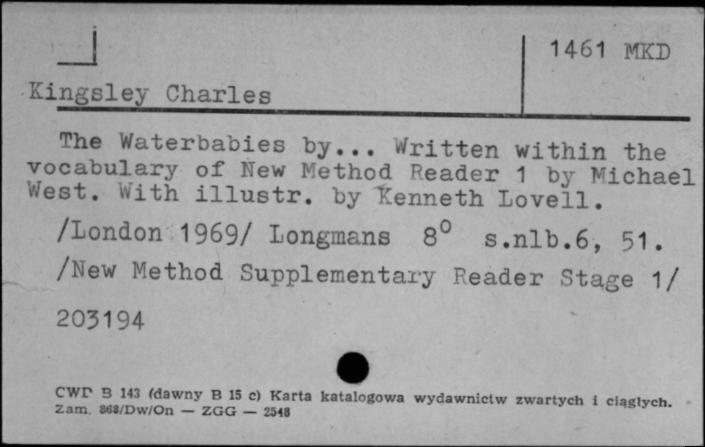 1461 MKD
Kingsley Charles
The Waterbabies by... Written within the
vocabulary of New Method Reader 1 by Michael
West. With illustr. by Kenneth Lovell.
/London 1969/ Longmans 8° s.nlb.6, 51.
/New Method Supplementary Reader Stage 1/
203194
CWD B 143 (dawny B 15 c) Karta katalogowa wydawnictw zwartych i ciągłych.
Zam. 868/Dw/On — ZGG — 2548